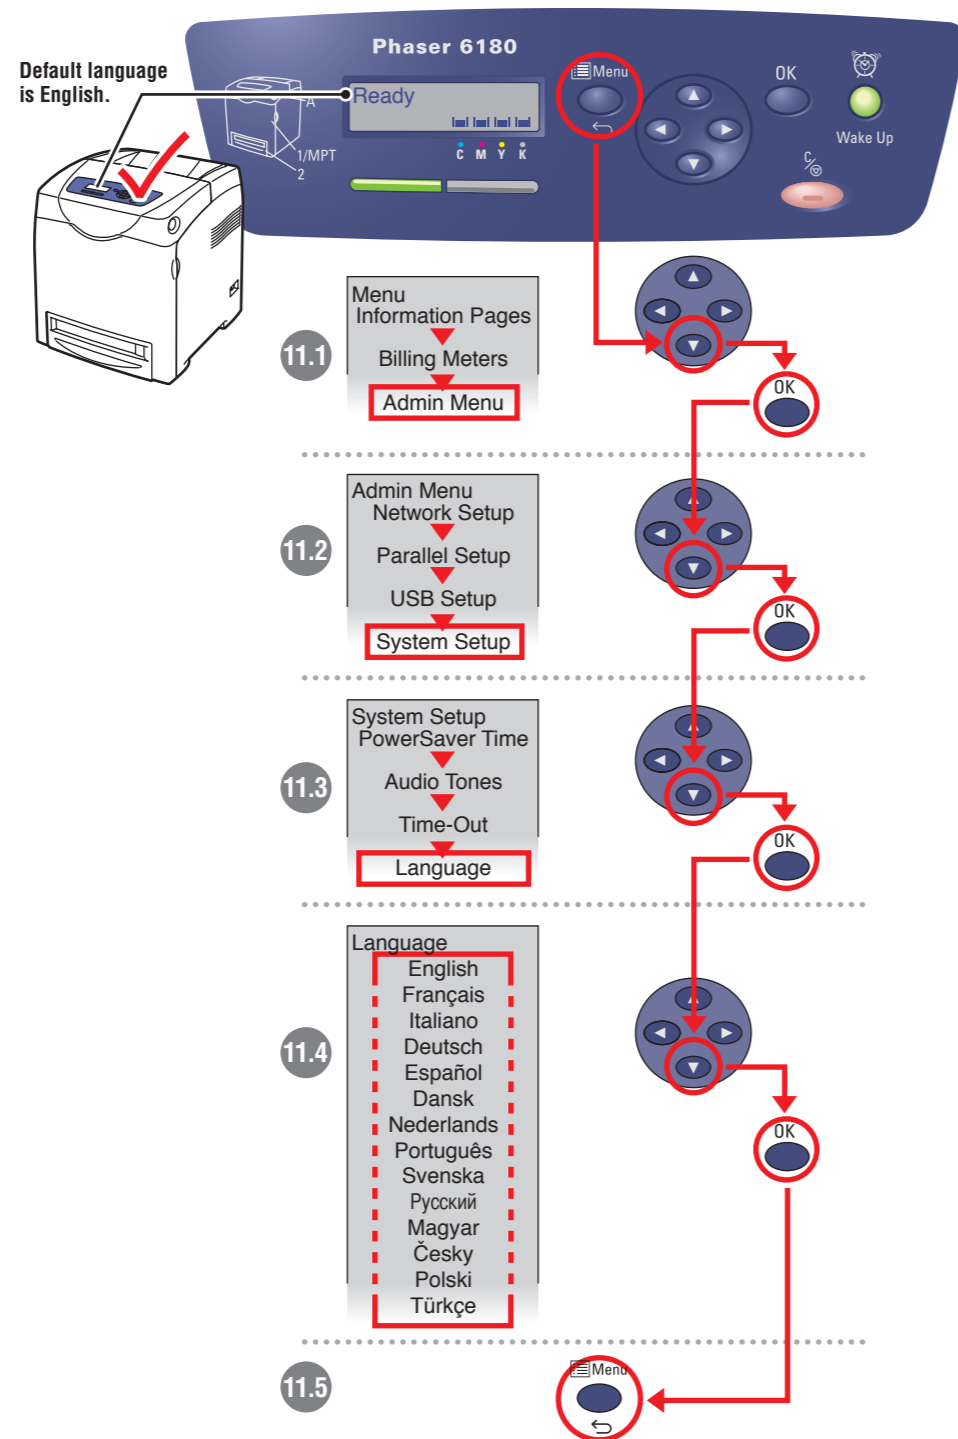 Phaser 6180
Default language
is English.
Ready
A
1/MPT
2
C M Y K
Menu
OK
Wake Up
C/
11.1
Menu
Information Pages
Billing Meters
Admin Menu
OK
11.2
Admin Menu
Network Setup
Parallel Setup
USB Setup
System Setup
OK
11.3
System Setup
PowerSaver Time
Audio Tones
Time-Out
Language
OK
11.4
Language
English
Français
Italiano
Deutsch
Español
Dansk
Nederlands
Português
Svenska
Русский
Magyar
Česky
Polski
Türkçe
OK
11.5
Menu